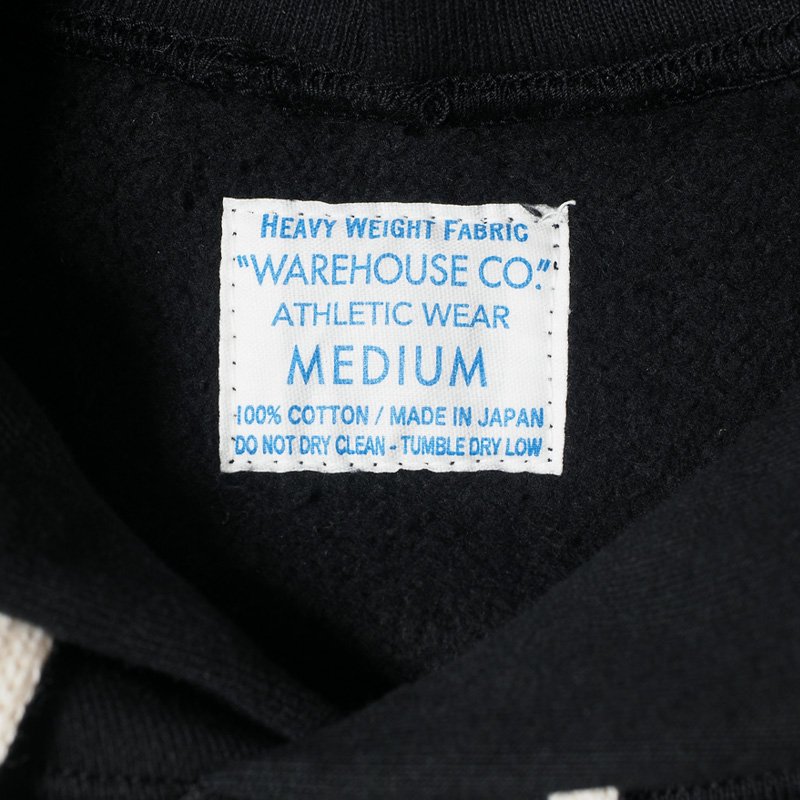 HEAVY WEIGHT FABRIC
"WAREHOUSE CO."
ATHLETIC WEAR
MEDIUM
100% COTTON / MADE IN JAPAN
DO NOT DRY CLEAN - TUMBLE DRY LOW